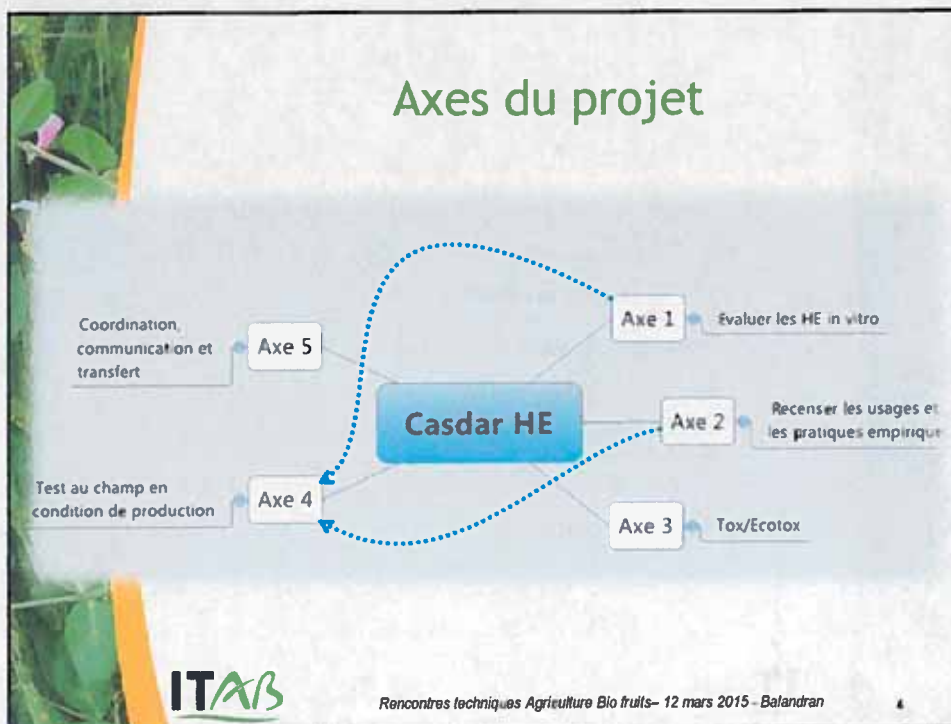 Axes du projet
Coordination,
communication et
transfert
Axe 5
Axe 1
Evaluer les HE in vitro
Casdar HE
Axe 2
Recenser les usages et
les pratiques empirique
Test au champ en
condition de production
Axe 4
Axe 3
Tox/Ecotox
ITAB
Rencontres techniques Agriculture Bio fruits– 12 mars 2015 - Balandran